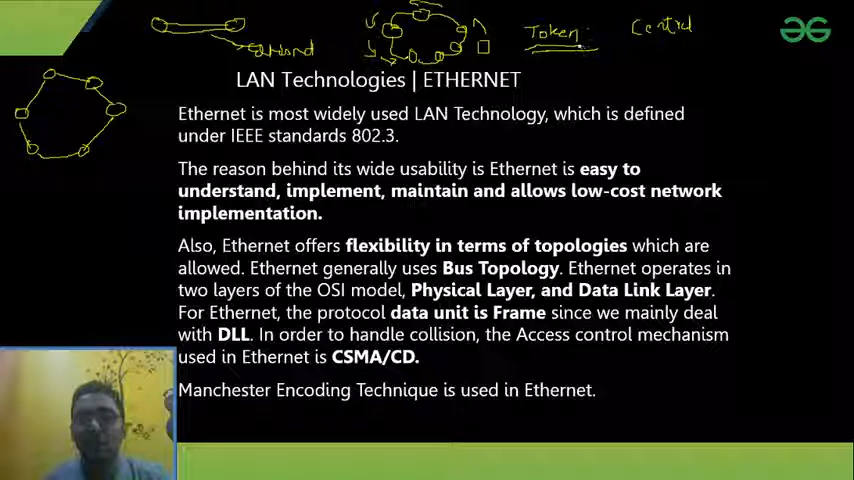 Token
Control
LAN Technologies | ETHERNET
Ethernet is most widely used LAN Technology, which is defined
under IEEE standards 802.3.
The reason behind its wide usability is Ethernet is easy to
understand, implement, maintain and allows low-cost network
implementation.
Also, Ethernet offers flexibility in terms of topologies which are
allowed. Ethernet generally uses Bus Topology. Ethernet operates in
two layers of the OSI model, Physical Layer, and Data Link Layer.
For Ethernet, the protocol data unit is Frame since we mainly deal
with DLL. In order to handle collision, the Access control mechanism
used in Ethernet is CSMA/CD.
Manchester Encoding Technique is used in Ethernet.